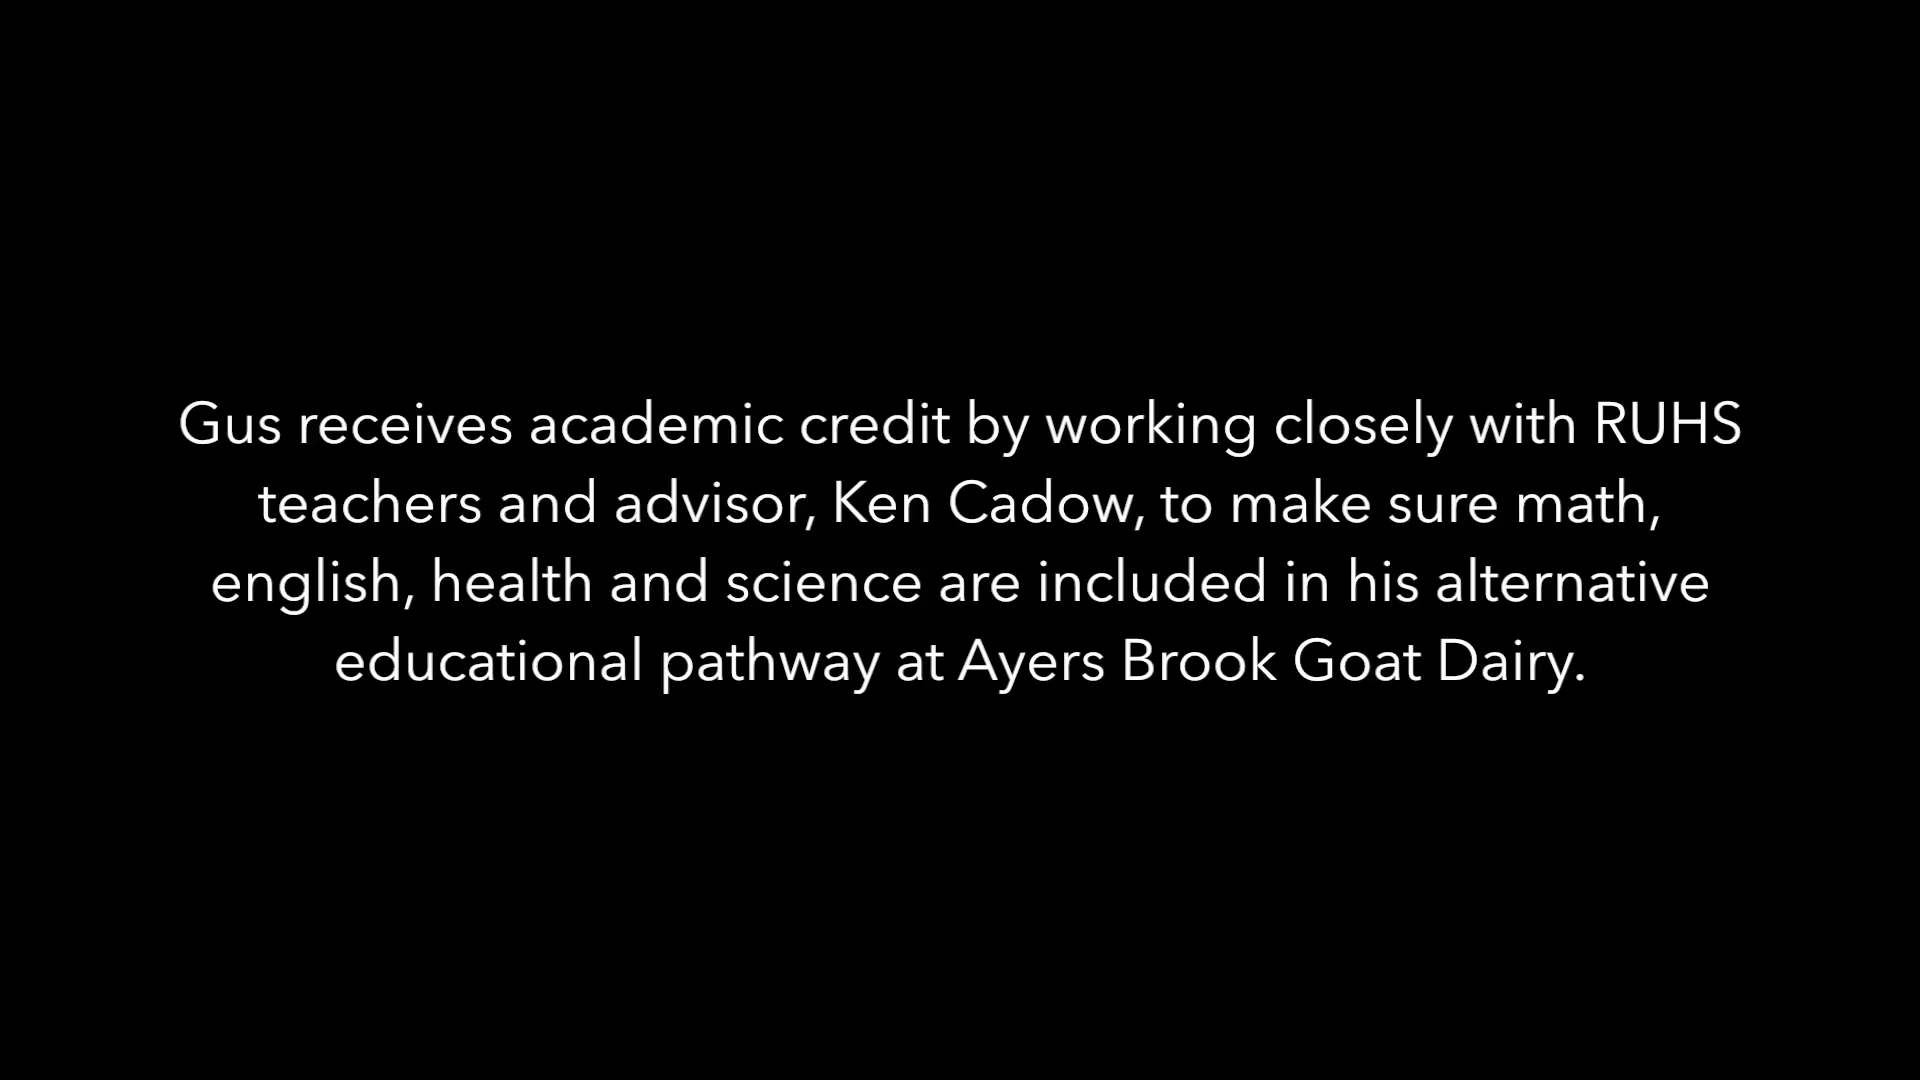 Gus receives academic credit by working closely with RUHS
teachers and advisor, Ken Cadow, to make sure math,
english, health and science are included in his alternative
educational pathway at Ayers Brook Goat Dairy.